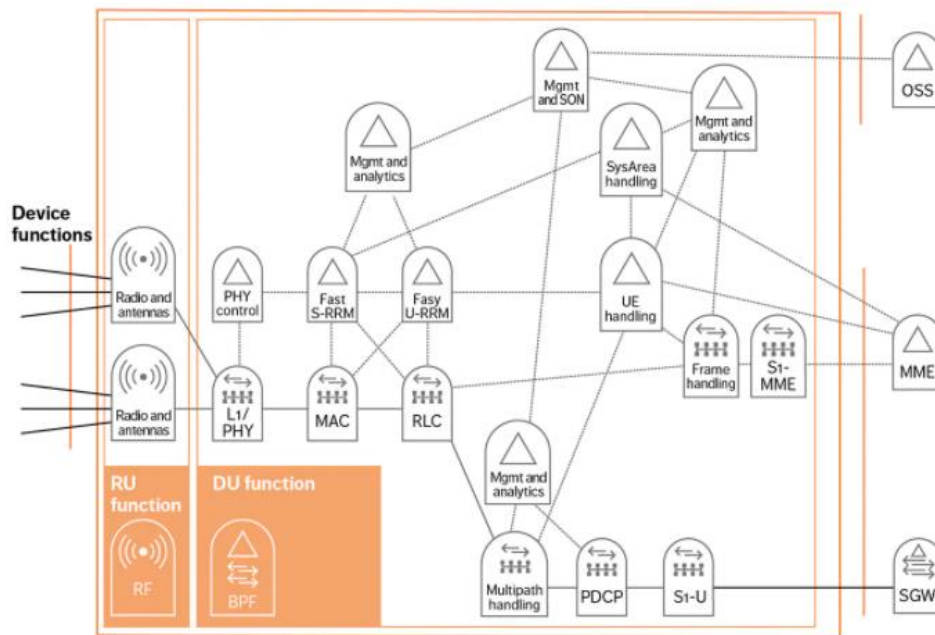 Mgmt
and SON
OSS
Mgmt and
analytics
Mgmt and
analytics
SysArea
handling
Device
functions
Radio and
antennas
PHY
control
Fast
S-RRM
Fasy
U-RRM
UE
handling
Frame
handling
S1-
MME
MME
Radio and
antennas
L1/
PHY
MAC
RLC
Mgmt and
analytics
RU
function
DU function
RF
BPF
Multipath
handling
PDCP
S1-U
SGW